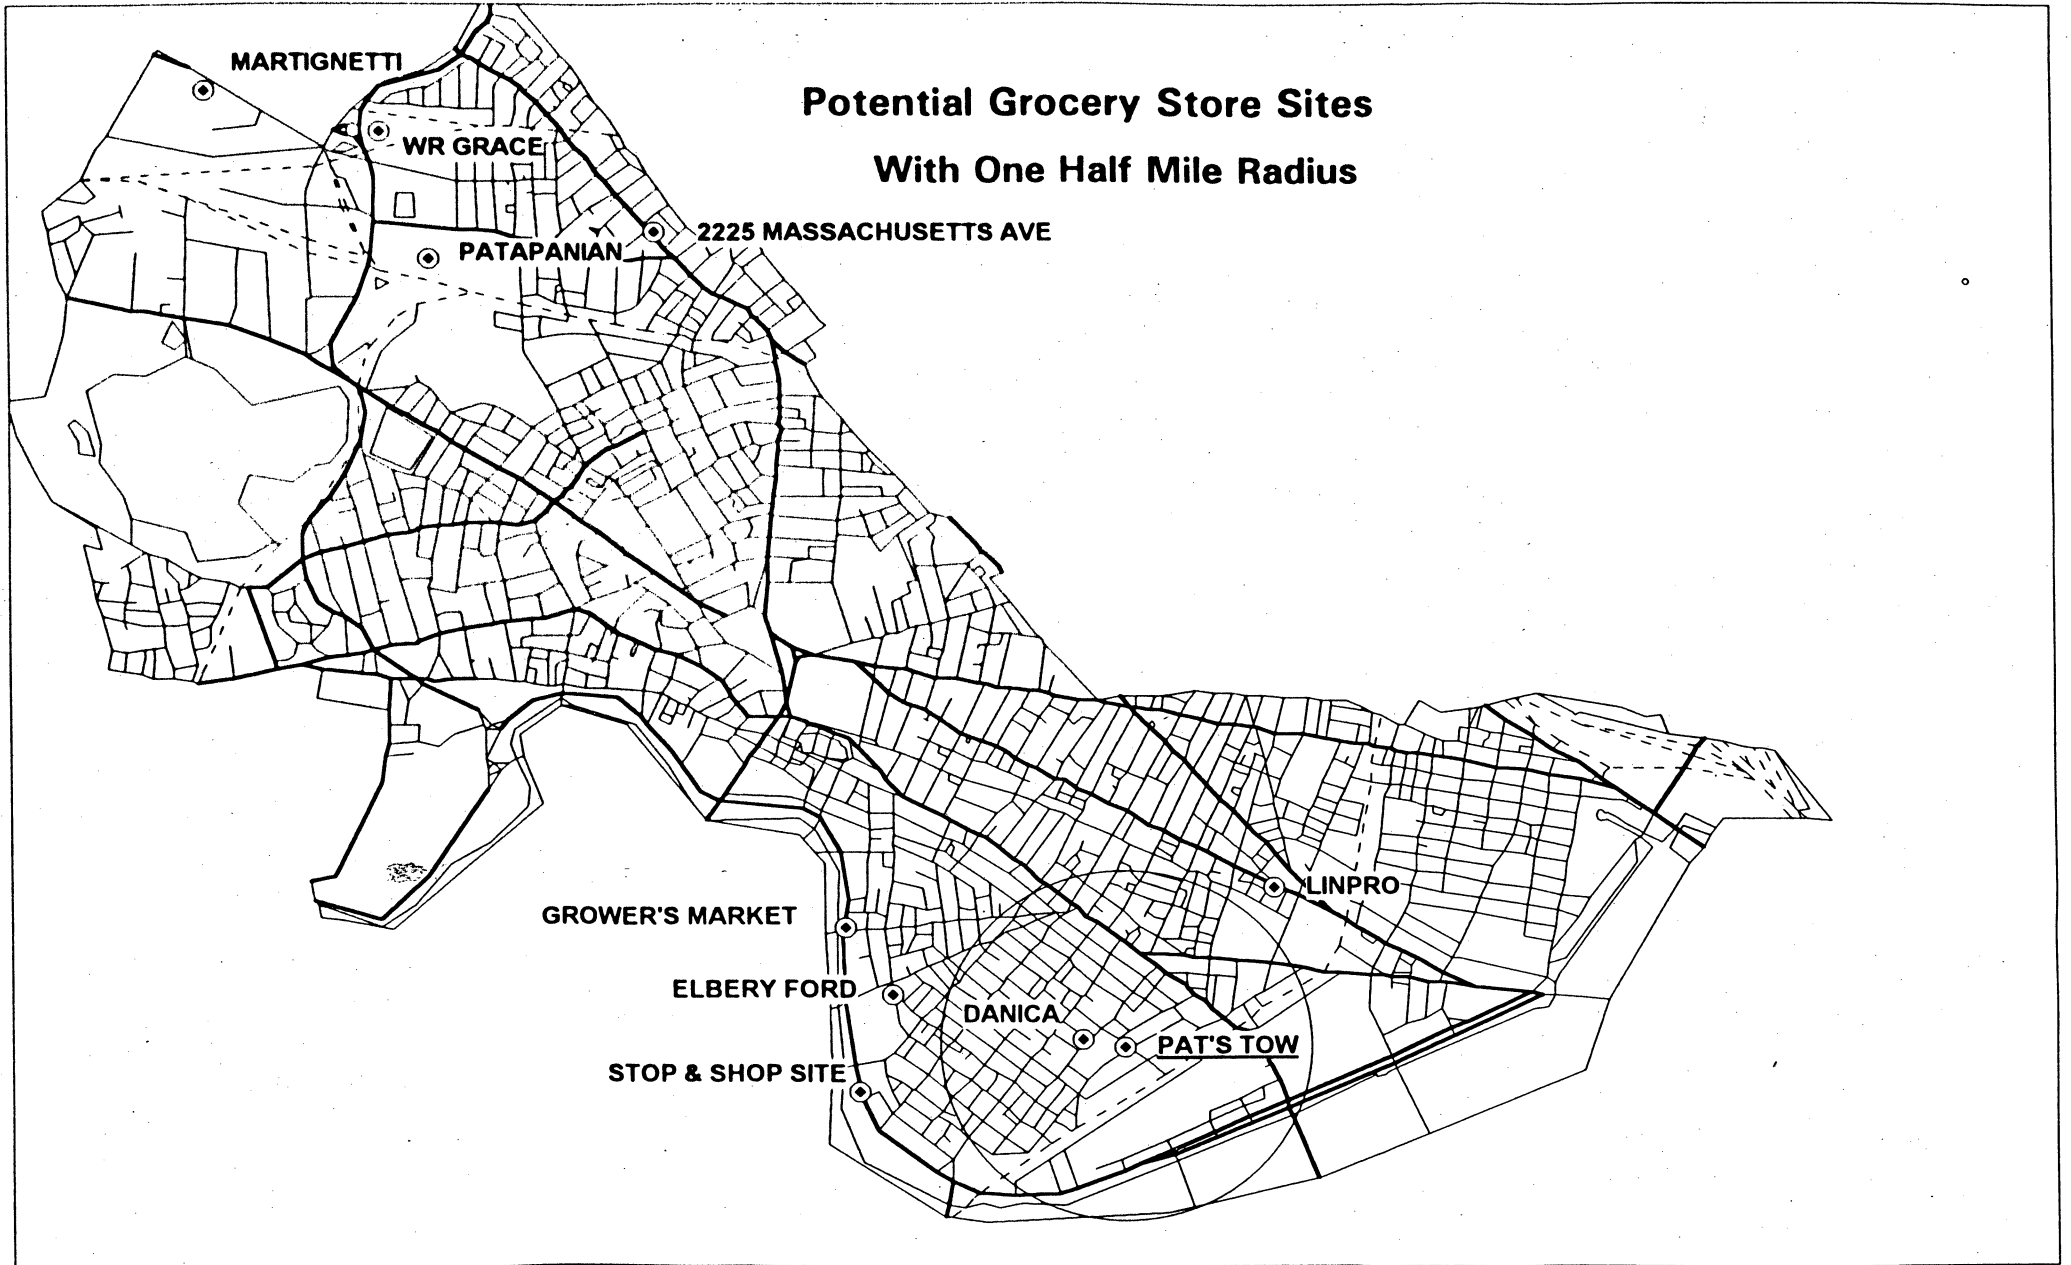 MARTIGNETTI
Potential Grocery Store Sites
WR GRACE
With One Half Mile Radius
2225 MASSACHUSETTS AVE
PATAPANIAN
LINPRO
GROWER'S MARKET
ELBERY FORD
DANICA
PAT'S TOW
STOP & SHOP SITE